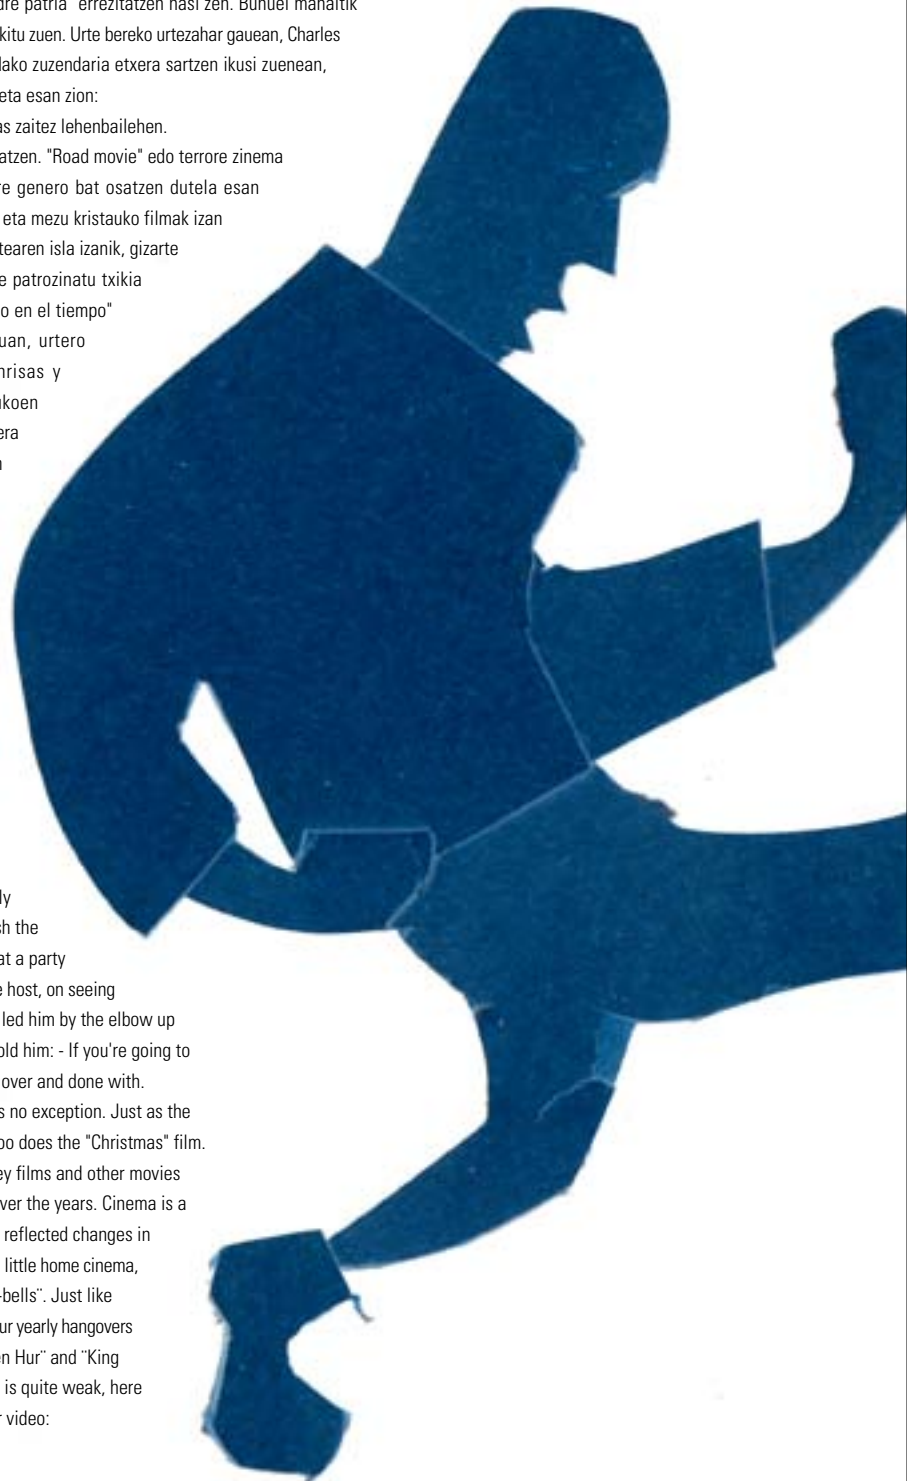 dre patria" errezitatzen hasi zen. Buñuel mahaitik
kitu zuen. Urte bereko urtezahar gauean, Charles
lako zuzendaria etxera sartzen ikusi zuenean,
eta esan zion:
as zaitez lehenbailehen.
atzen. "Road movie" edo terrore zinema
re genero bat osatzen dutela esan
eta mezu kristauko filmak izan
tearen isla izanik, gizarte
e patrozinatu txikia
o en el tiempo"
uan, urtero
nrisas y
ukoen
era
ly
sh the
at a party
e host, on seeing
led him by the elbow up
old him: - If you're going to
over and done with.
s no exception. Just as the
oo does the "Christmas" film.
ey films and other movies
ver the years. Cinema is a
reflected changes in
little home cinema,
-bells¨. Just like
ur yearly hangovers
en Hur¨ and ¨King
is quite weak, here
r video: